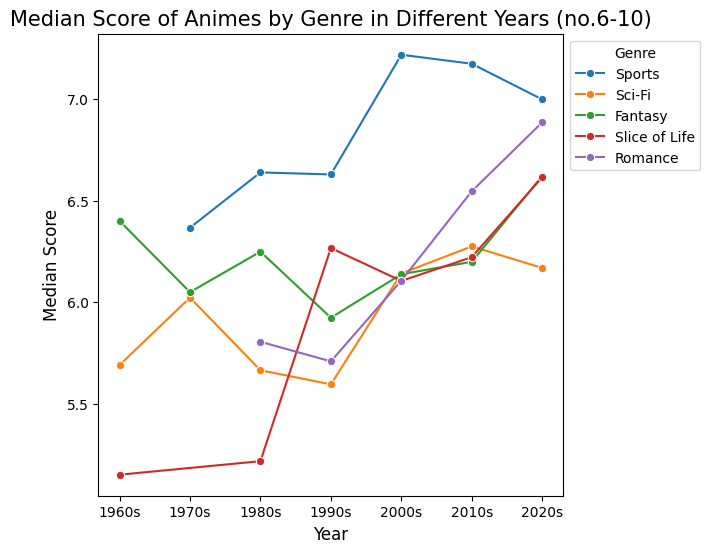 Median Score of Animes by Genre in Different Years (no.6-10)
Genre
Sports
Sci-Fi
Fantasy
Slice of Life
Romance
Median Score
7.0
6.5
6.0
5.5
1960s 1970s 1980s 1990s 2000s 2010s 2020s
Year